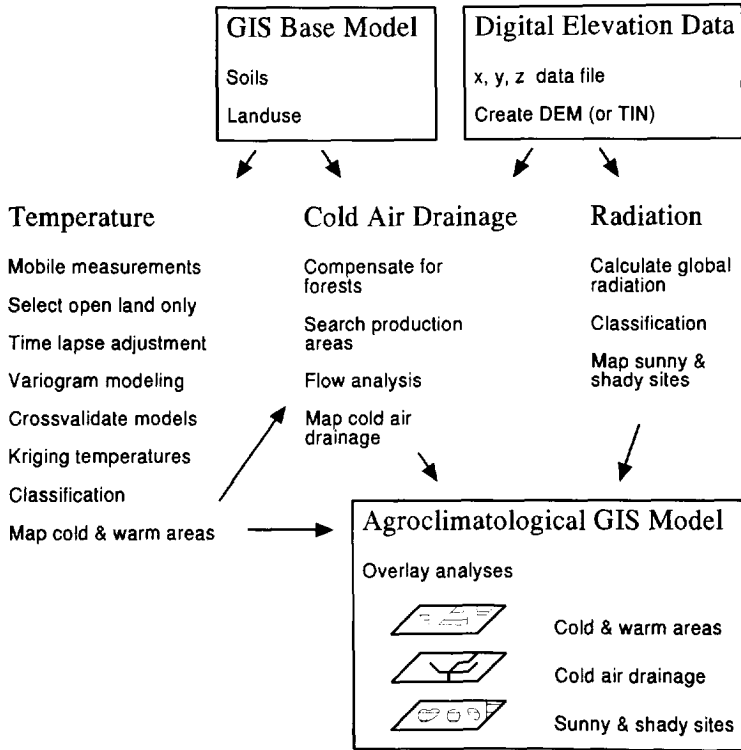 GIS Base Model
Soils
Landuse
Digital Elevation Data
x, y, z data file
Create DEM (or TIN)
Temperature
Mobile measurements
Select open land only
Time lapse adjustment
Variogram modeling
Crossvalidate models
Kriging temperatures
Classification
Map cold & warm areas
Cold Air Drainage
Compensate for
forests
Search production
areas
Flow analysis
Map cold air
drainage
Radiation
Calculate global
radiation
Classification
Map sunny &
shady sites
Agroclimatological GIS Model
Overlay analyses
Cold & warm areas
Cold air drainage
Sunny & shady sites